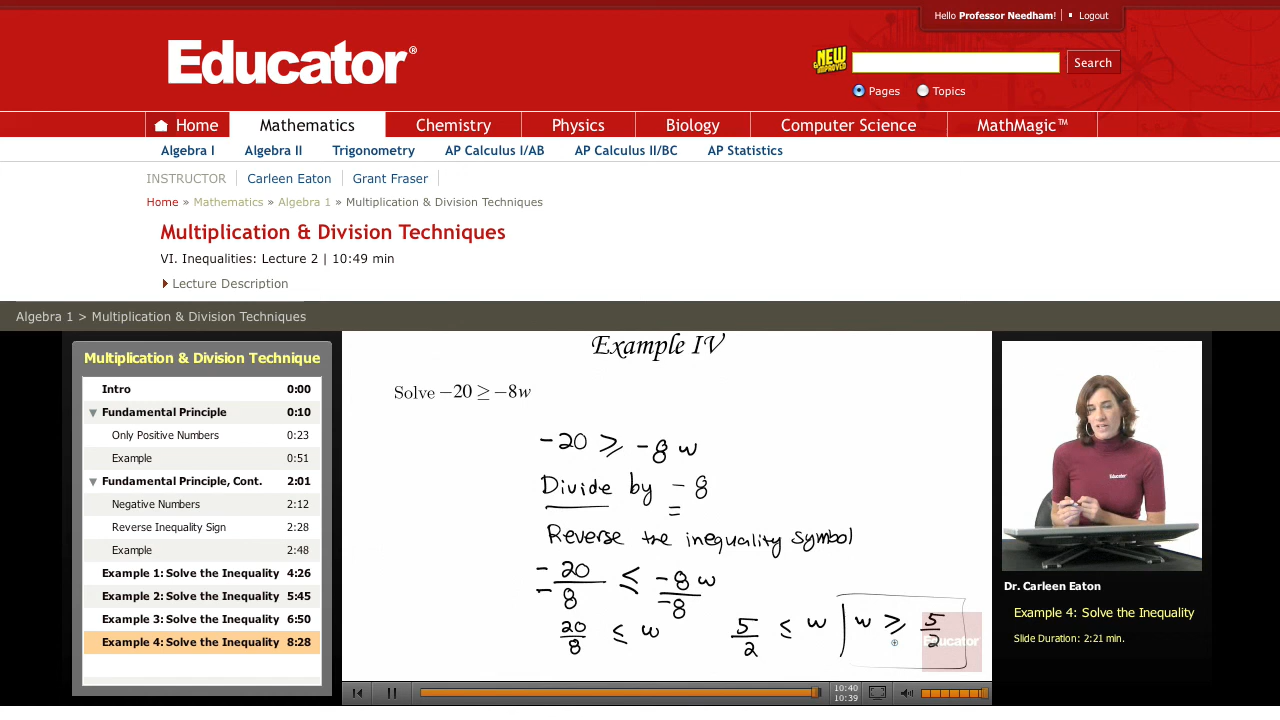 Hello Professor Needham! Logout
Educator®
NEW
& IMPROVED
Search
Pages Topics
Home Mathematics Chemistry Physics Biology Computer Science MathMagic™
Algebra I Algebra II Trigonometry AP Calculus I/AB AP Calculus II/BC AP Statistics
INSTRUCTOR Carleen Eaton Grant Fraser
Home » Mathematics » Algebra 1 » Multiplication & Division Techniques
Multiplication & Division Techniques
VI. Inequalities: Lecture 2 | 10:49 min
Lecture Description
Algebra 1 > Multiplication & Division Techniques
Multiplication & Division Technique
Intro 0:00
Fundamental Principle 0:10
Only Positive Numbers 0:23
Example 0:51
Fundamental Principle, Cont. 2:01
Negative Numbers 2:12
Reverse Inequality Sign 2:28
Example 2:48
Example 1: Solve the Inequality 4:26
Example 2: Solve the Inequality 5:45
Example 3: Solve the Inequality 6:50
Example 4: Solve the Inequality 8:28
Example IV
Solve −20 ≥ −8w
-20 ≥ -8 w
Divide by -8
Reverse the inequality symbol
-20/-8 ≤ -8w/-8
20/8 ≤ w
5/2 ≤ w | w ≥ 5/2
Educator
10:40
10:39
Educator
Dr. Carleen Eaton
Example 4: Solve the Inequality
Slide Duration: 2:21 min.